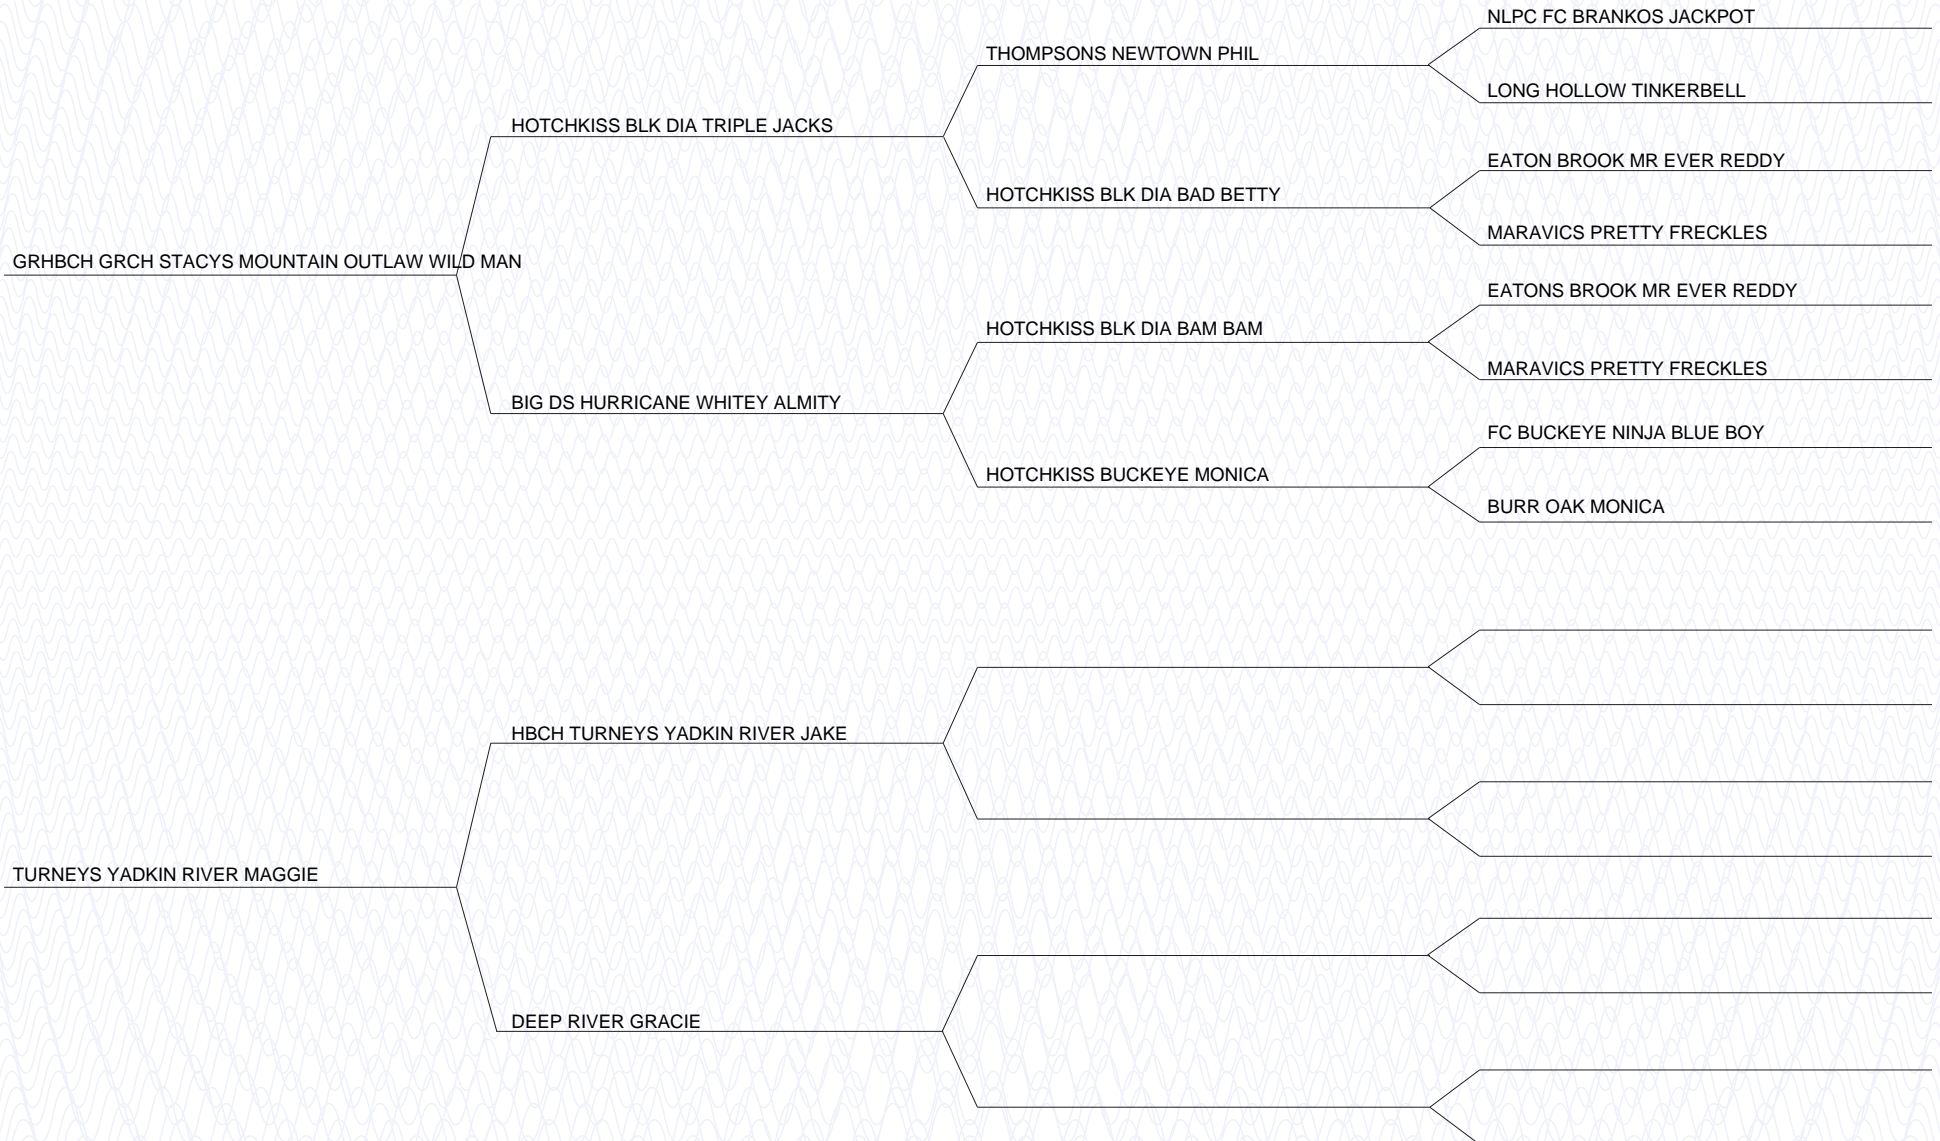 NLPC FC BRANKOS JACKPOT
THOMPSONS NEWTOWN PHIL
LONG HOLLOW TINKERBELL
HOTCHKISS BLK DIA TRIPLE JACKS
EATON BROOK MR EVER REDDY
HOTCHKISS BLK DIA BAD BETTY
MARAVICS PRETTY FRECKLES
GRHBCH GRCH STACYS MOUNTAIN OUTLAW WILD MAN
EATONS BROOK MR EVER REDDY
HOTCHKISS BLK DIA BAM BAM
MARAVICS PRETTY FRECKLES
BIG DS HURRICANE WHITEY ALMITY
FC BUCKEYE NINJA BLUE BOY
HOTCHKISS BUCKEYE MONICA
BURR OAK MONICA
HBCH TURNEYS YADKIN RIVER JAKE
TURNEYS YADKIN RIVER MAGGIE
DEEP RIVER GRACIE